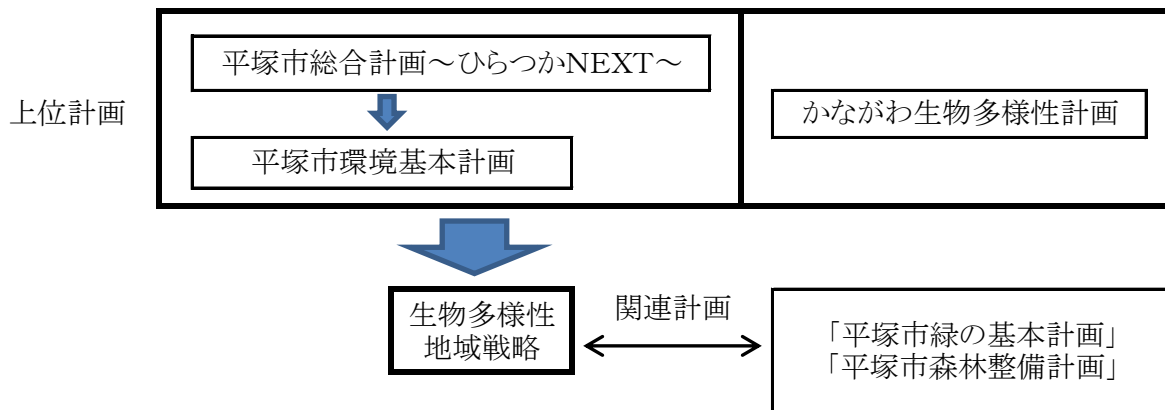 平塚市総合計画～ひらつかNEXT～
上位計画
かながわ生物多様性計画
平塚市環境基本計画
生物多様性
地域戦略
関連計画
「平塚市緑の基本計画」
「平塚市森林整備計画」